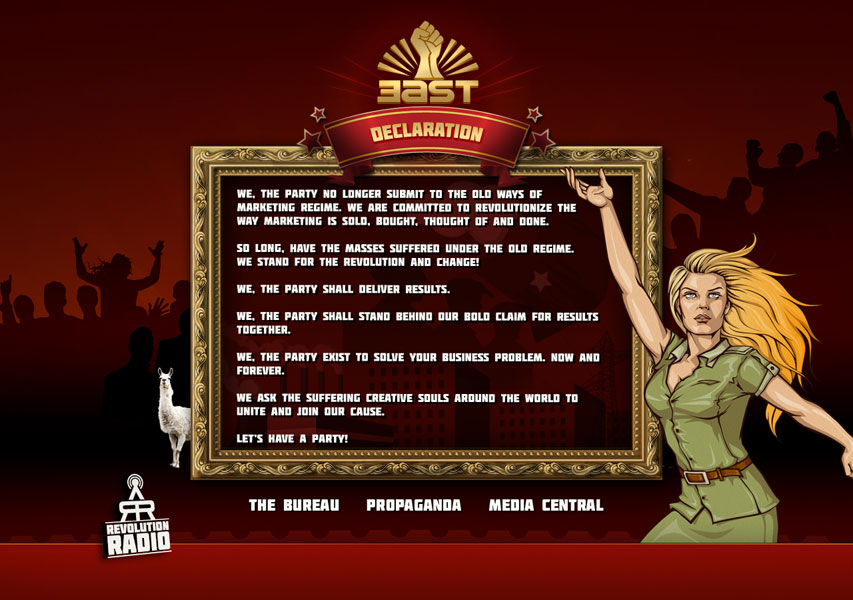 EAST
DECLARATION
WE, THE PARTY NO LONGER SUBMIT TO THE OLD WAYS OF
MARKETING REGIME. WE ARE COMMITTED TO REVOLUTIONIZE THE
WAY MARKETING IS SOLD, BOUGHT, THOUGHT OF AND DONE.
SO LONG, HAVE THE MASSES SUFFERED UNDER THE OLD REGIME.
WE STAND FOR THE REVOLUTION AND CHANGE!
WE, THE PARTY SHALL DELIVER RESULTS.
WE, THE PARTY SHALL STAND BEHIND OUR BOLD CLAIM FOR RESULTS
TOGETHER.
WE, THE PARTY EXIST TO SOLVE YOUR BUSINESS PROBLEM. NOW AND
FOREVER.
WE ASK THE SUFFERING CREATIVE SOULS AROUND THE WORLD TO
UNITE AND JOIN OUR CAUSE.
LET'S HAVE A PARTY!
THE BUREAU PROPAGANDA MEDIA CENTRAL
REVOLUTION
RADIO